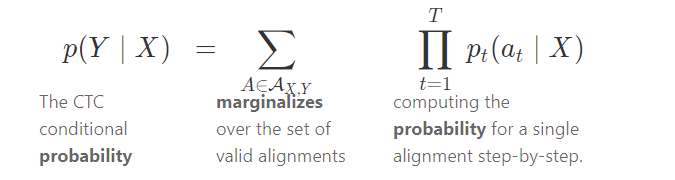 p(Y | X) = ∑_{A∈𝒜_{X,Y}} ∏_{t=1}^{T} p_t(a_t | X)
The CTC conditional probability
marginalizes over the set of valid alignments
computing the probability for a single alignment step-by-step.